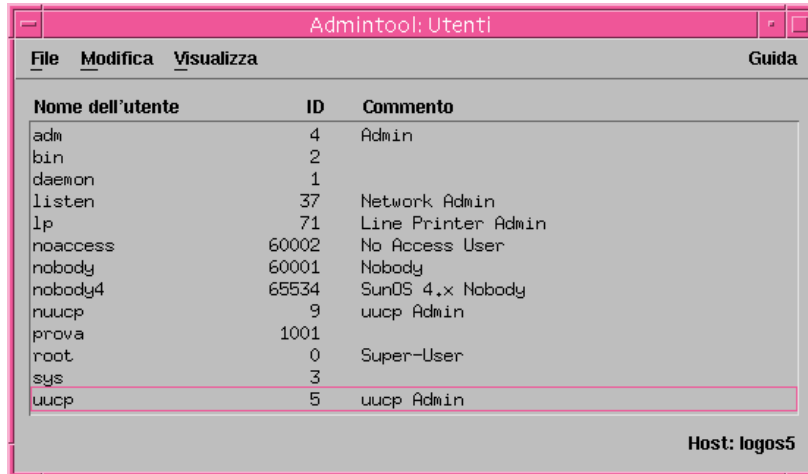 Admintool: Utenti
File Modifica Visualizza Guida
Nome dell'utente ID Commento
adm 4 Admin
bin 2
daemon 1
listen 37 Network Admin
lp 71 Line Printer Admin
noaccess 60002 No Access User
nobody 60001 Nobody
nobody4 65534 SunOS 4.x Nobody
nuucp 9 uucp Admin
prova 1001
root 0 Super-User
sys 3
uucp 5 uucp Admin
Host: logos5